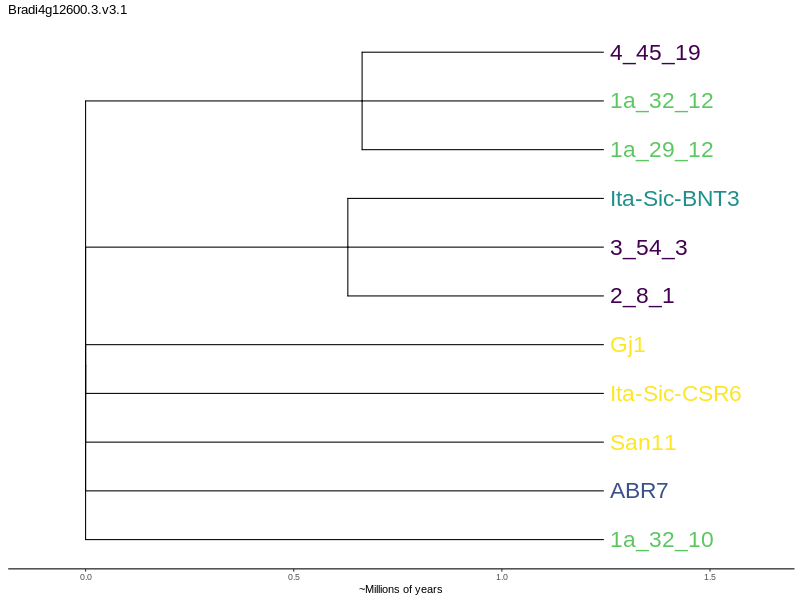 Bradi4g12600.3.v3.1
4_45_19
1a_32_12
1a_29_12
Ita-Sic-BNT3
3_54_3
2_8_1
Gj1
Ita-Sic-CSR6
San11
ABR7
1a_32_10
0.0 0.5 1.0 1.5
~Millions of years